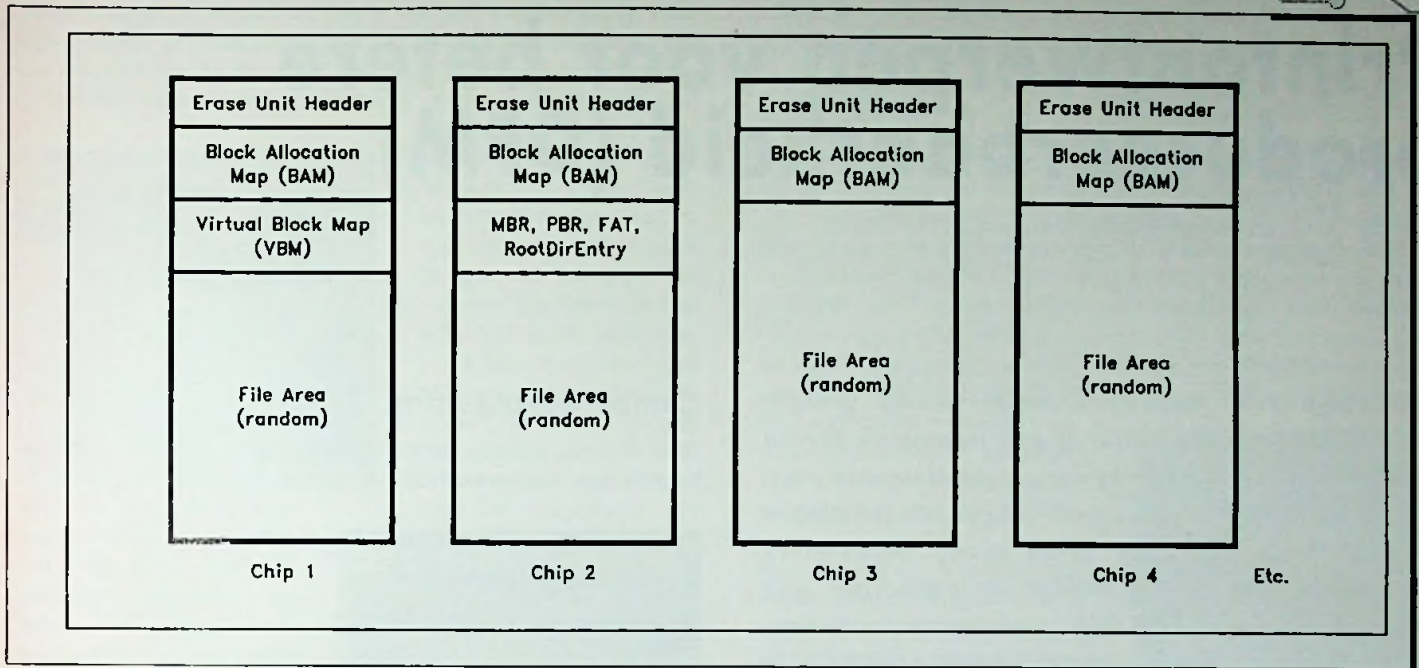 Erase Unit Header
Block Allocation
Map (BAM)
Virtual Block Map
(VBM)
File Area
(random)
Chip 1
Erase Unit Header
Block Allocation
Map (BAM)
MBR, PBR, FAT,
RootDirEntry
File Area
(random)
Chip 2
Erase Unit Header
Block Allocation
Map (BAM)
File Area
(random)
Chip 3
Erase Unit Header
Block Allocation
Map (BAM)
File Area
(random)
Chip 4
Etc.